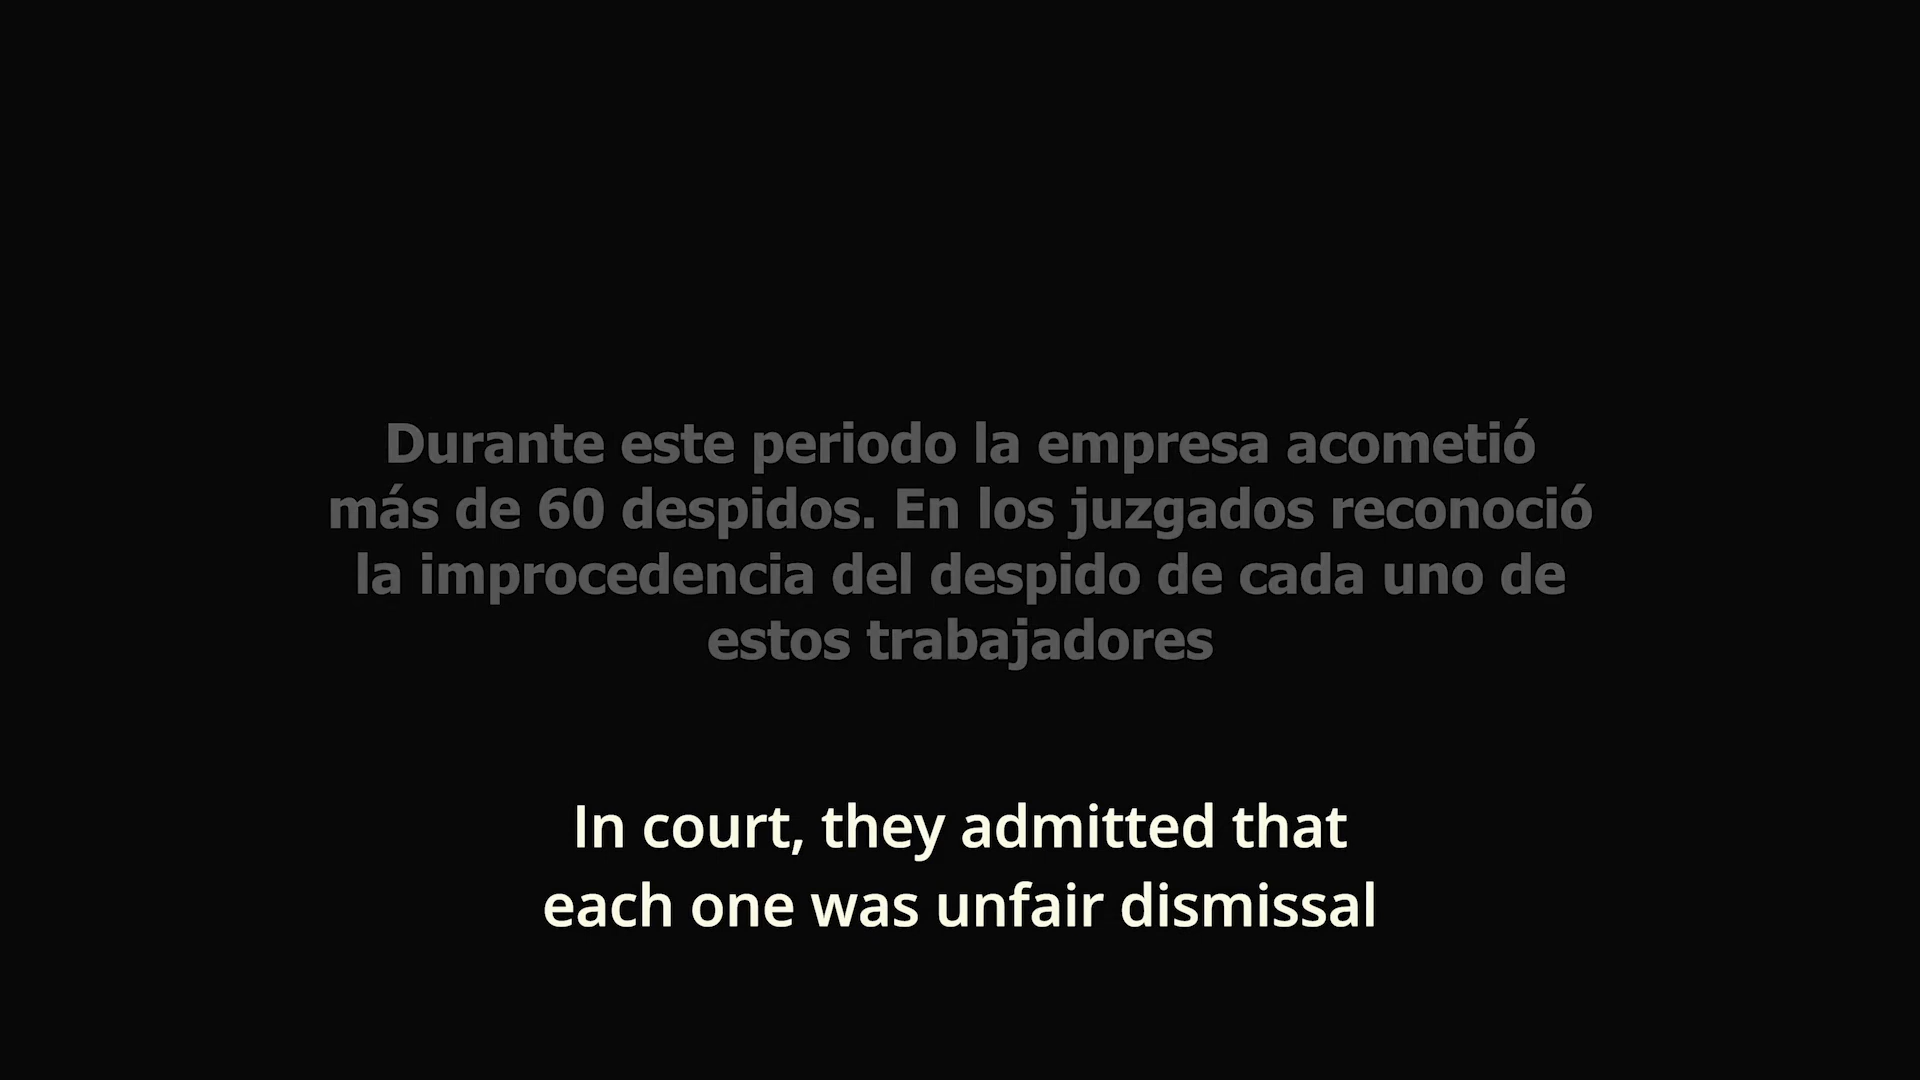 Durante este periodo la empresa acometió
más de 60 despidos. En los juzgados reconoció
la improcedencia del despido de cada uno de
estos trabajadores
In court, they admitted that
each one was unfair dismissal